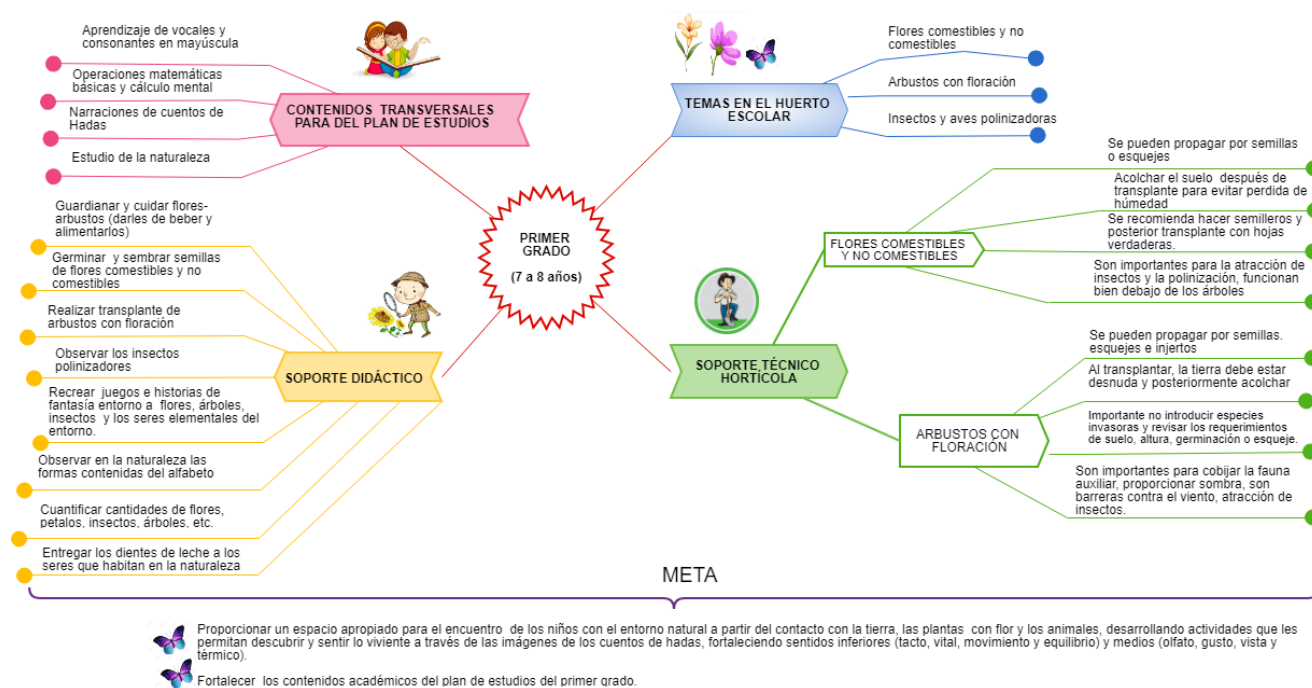 Aprendizaje de vocales y
consonantes en mayúscula
Operaciones matemáticas
básicas y cálculo mental
Narraciones de cuentos de
Hadas
Estudio de la naturaleza
CONTENIDOS TRANSVERSALES
PARA DEL PLAN DE ESTUDIOS
TEMAS EN EL HUERTO
ESCOLAR
Flores comestibles y no
comestibles
Arbustos con floración
Insectos y aves polinizadoras
PRIMER
GRADO
(7 a 8 años)
Guardianar y cuidar flores-
arbustos (darles de beber y
alimentarlos)
Germinar y sembrar semillas
de flores comestibles y no
comestibles
Realizar transplante de
arbustos con floración
Observar los insectos
polinizadores
Recrear juegos e historias de
fantasía entorno a flores, árboles,
insectos y los seres elementales del
entorno.
Observar en la naturaleza las
formas contenidas del alfabeto
Cuantificar cantidades de flores,
petalos, insectos, árboles, etc.
Entregar los dientes de leche a los
seres que habitan en la naturaleza
SOPORTE DIDÁCTICO
SOPORTE TÉCNICO
HORTÍCOLA
FLORES COMESTIBLES
Y NO COMESTIBLES
Se pueden propagar por semillas
o esquejes
Acolchar el suelo después de
transplante para evitar perdida de
húmedad
Se recomienda hacer semilleros y
posterior transplante con hojas
verdaderas.
Son importantes para la atracción de
insectos y la polinización, funcionan
bien debajo de los árboles
ARBUSTOS CON
FLORACIÓN
Se pueden propagar por semillas.
esquejes e injertos
Al transplantar, la tierra debe estar
desnuda y posteriormente acolchar
Importante no introducir especies
invasoras y revisar los requerimientos
de suelo, altura, germinación o esqueje.
Son importantes para cobijar la fauna
auxiliar, proporcionar sombra, son
barreras contra el viento, atracción de
insectos.
META
Proporcionar un espacio apropiado para el encuentro de los niños con el entorno natural a partir del contacto con la tierra, las plantas con flor y los animales, desarrollando actividades que les
permitan descubrir y sentir lo viviente a través de las imágenes de los cuentos de hadas, fortaleciendo sentidos inferiores (tacto, vital, movimiento y equilibrio) y medios (olfato, gusto, vista y
térmico).
Fortalecer los contenidos académicos del plan de estudios del primer grado.